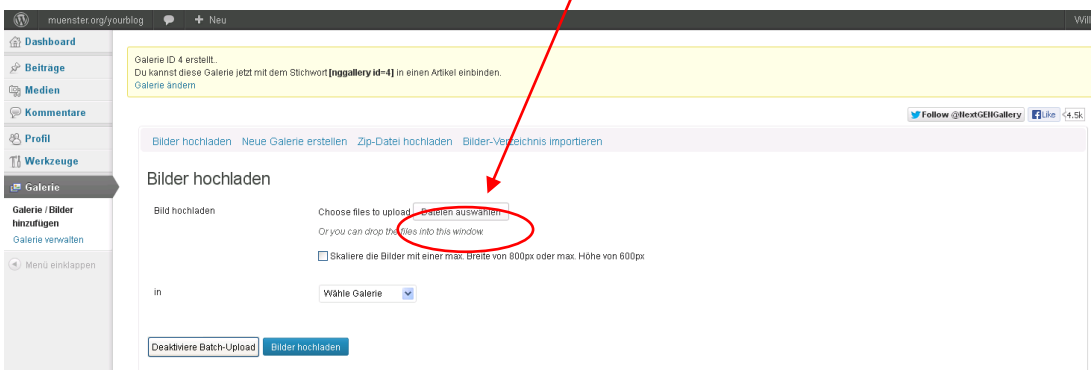 muenster.org/yourblog + Neu Will
Dashboard
Beiträge
Medien
Kommentare
Profil
Werkzeuge
Galerie
Galerie / Bilder
hinzufügen
Galerie verwalten
Menü einklappen
Galerie ID 4 erstellt..
Du kannst diese Galerie jetzt mit dem Stichwort [nggallery id=4] in einen Artikel einbinden.
Galerie ändern
Follow @NextGENGallery Like 4.5k
Bilder hochladen Neue Galerie erstellen Zip-Datei hochladen Bilder-Verzeichnis importieren
Bilder hochladen
Bild hochladen Choose files to upload Dateien auswählen
Or you can drop the files into this window.
Skaliere die Bilder mit einer max. Breite von 800px oder max. Höhe von 600px
in Wähle Galerie
Deaktiviere Batch-Upload Bilder hochladen